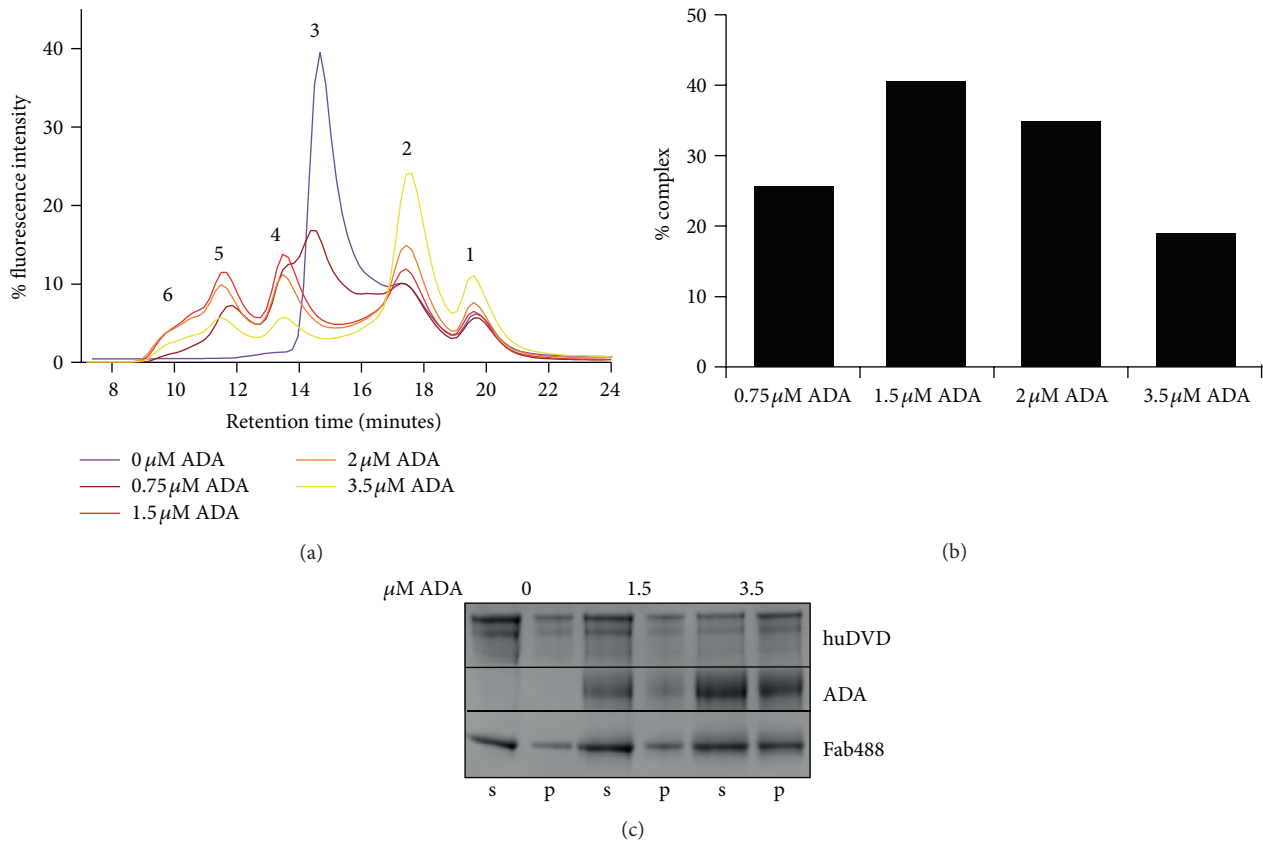 % fluorescence intensity
40
30
20
10
0
3
2
4
5
6
1
8 10 12 14 16 18 20 22 24
Retention time (minutes)
0 μM ADA
0.75 μM ADA
1.5 μM ADA
2 μM ADA
3.5 μM ADA
(a)
% complex
50
40
30
20
10
0
0.75 μM ADA 1.5 μM ADA 2 μM ADA 3.5 μM ADA
(b)
μM ADA 0 1.5 3.5
huDVD
ADA
Fab488
s p s p s p
(c)